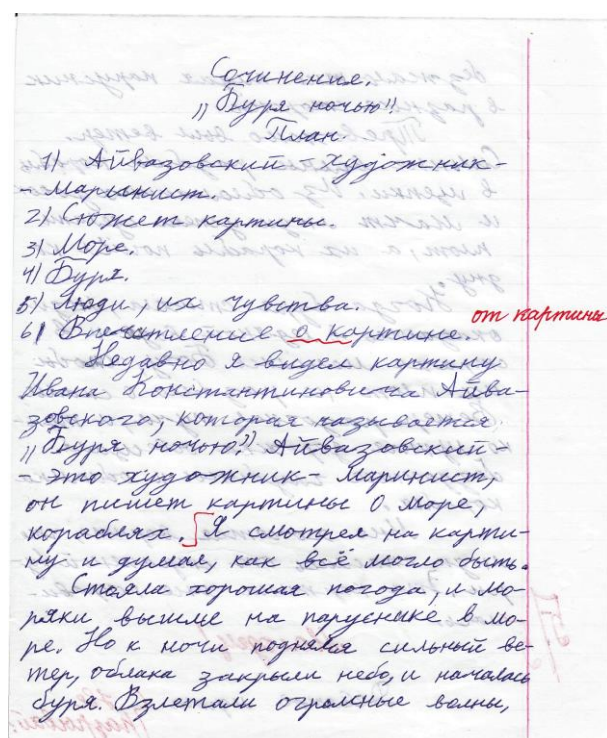 Сочинения.
„Буря ночью"
План.
1) Айвазовский - художник-
- марынист.
2) Сюжет картины.
3) Море.
4) Буря.
5) Люди, их чувства.
6) Впечатление о картине. от картины
Недавно я видел картину
Ивана Константиновича Айва-
зовского, которая называется
„Буря ночью!" Айвазовский -
- это художник - маринист,
он пишет картины о море,
кораблях. Я смотрел на карти-
ну и думал, как всё могло быть.
Стояла хорошая погода, и мо-
ряки вышли на паруснике в мо-
ре. Но к ночи поднялся сильный ве-
тер, облака закрыли небо, и началась
буря. Взлетали огромные волны,